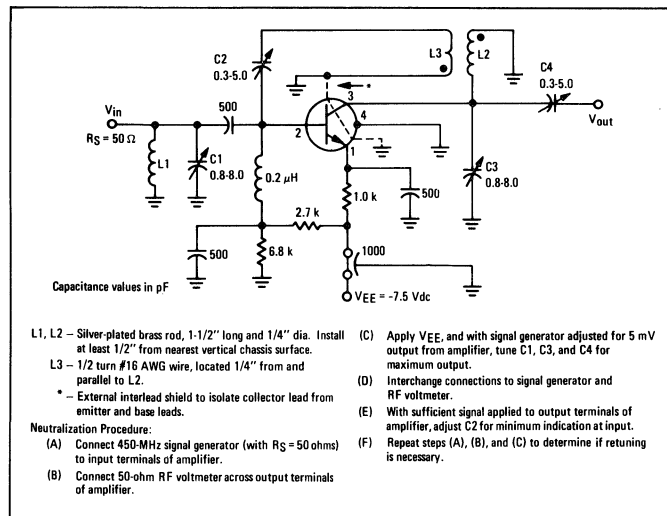 C2
0.3-5.0
L3
L2
C4
0.3-5.0
*
3
4
2
1
Vin
RS = 50 Ω
500
Vout
L1
C1
0.8-8.0
0.2 μH
C3
0.8-8.0
1.0 k
500
2.7 k
500
6.8 k
1000
Capacitance values in pF
VEE = -7.5 Vdc
L1, L2 – Silver-plated brass rod, 1-1/2" long and 1/4" dia. Install
at least 1/2" from nearest vertical chassis surface.
L3 – 1/2 turn #16 AWG wire, located 1/4" from and
parallel to L2.
* – External interlead shield to isolate collector lead from
emitter and base leads.
Neutralization Procedure:
(A) Connect 450-MHz signal generator (with RS = 50 ohms)
to input terminals of amplifier.
(B) Connect 50-ohm RF voltmeter across output terminals
of amplifier.
(C) Apply VEE, and with signal generator adjusted for 5 mV
output from amplifier, tune C1, C3, and C4 for
maximum output.
(D) Interchange connections to signal generator and
RF voltmeter.
(E) With sufficient signal applied to output terminals of
amplifier, adjust C2 for minimum indication at input.
(F) Repeat steps (A), (B), and (C) to determine if retuning
is necessary.